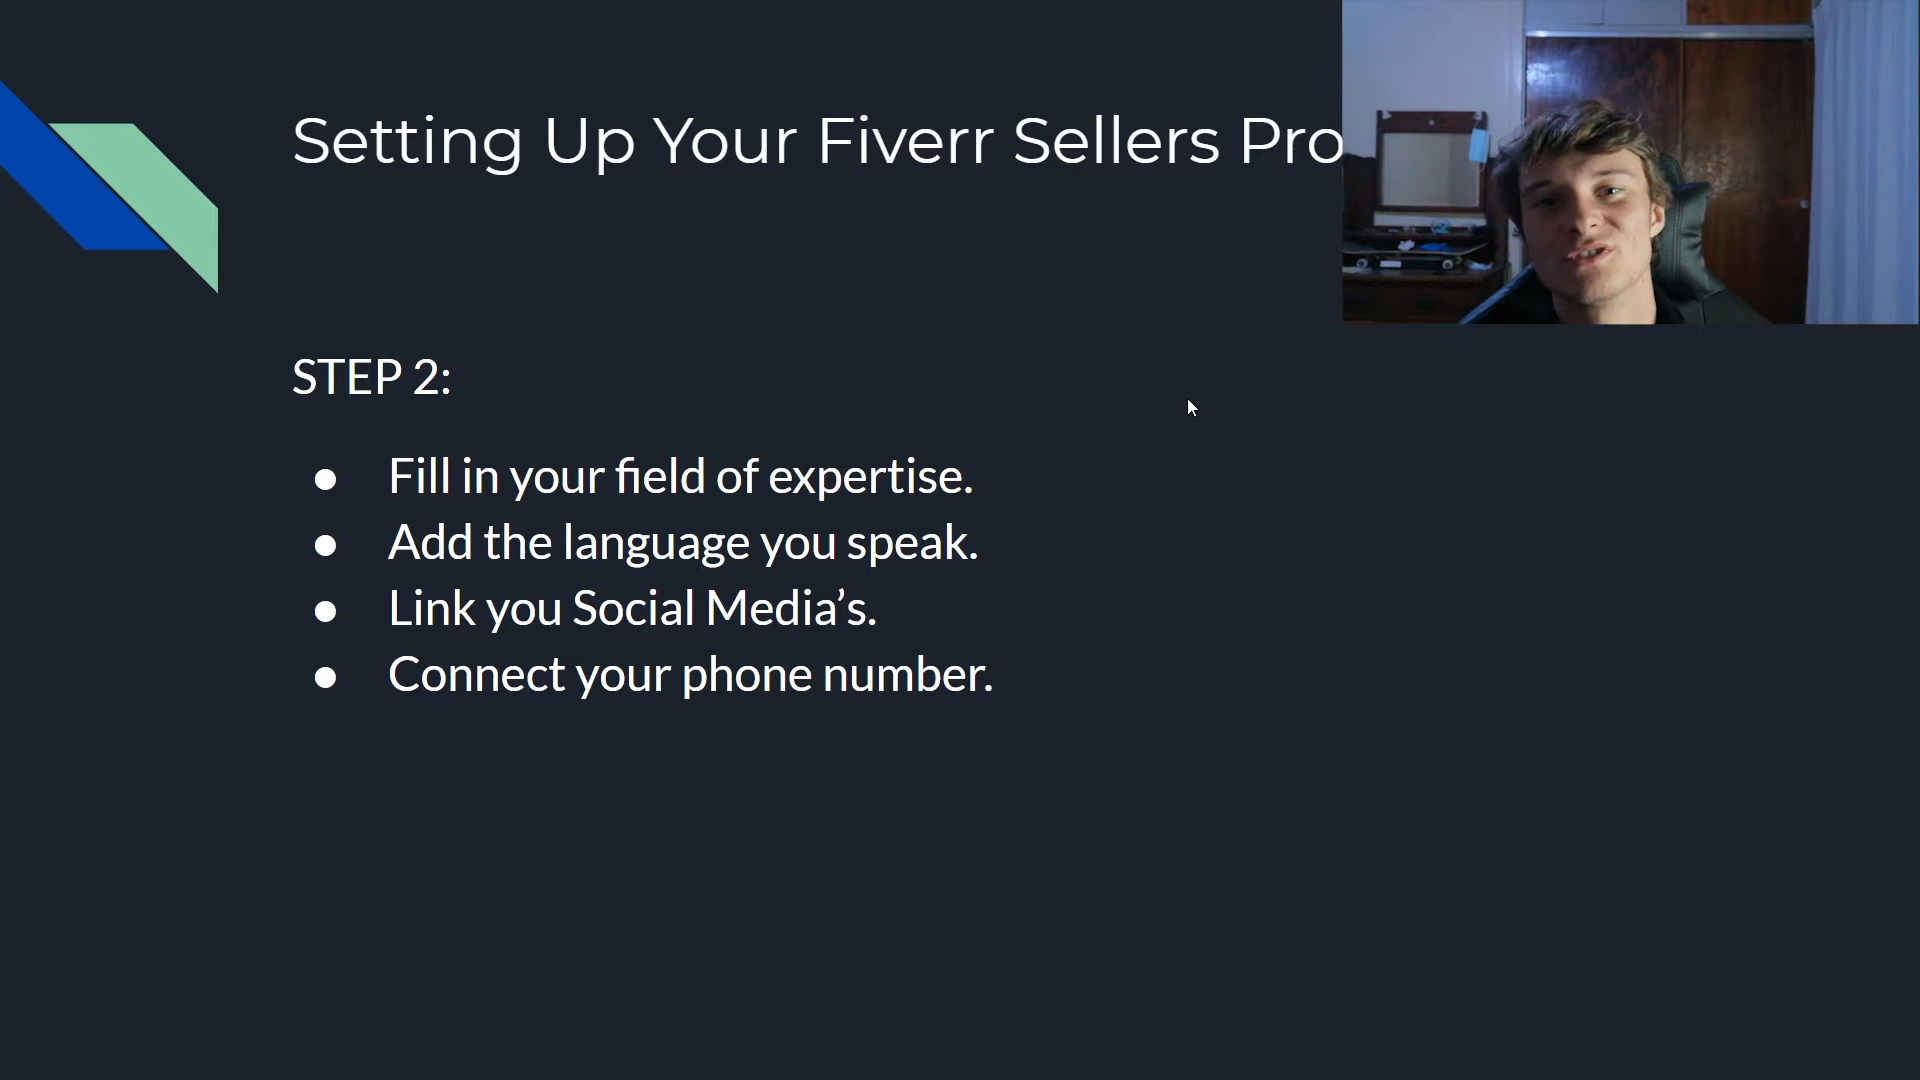 Setting Up Your Fiverr Sellers Pro
STEP 2:
● Fill in your field of expertise.
● Add the language you speak.
● Link you Social Media’s.
● Connect your phone number.